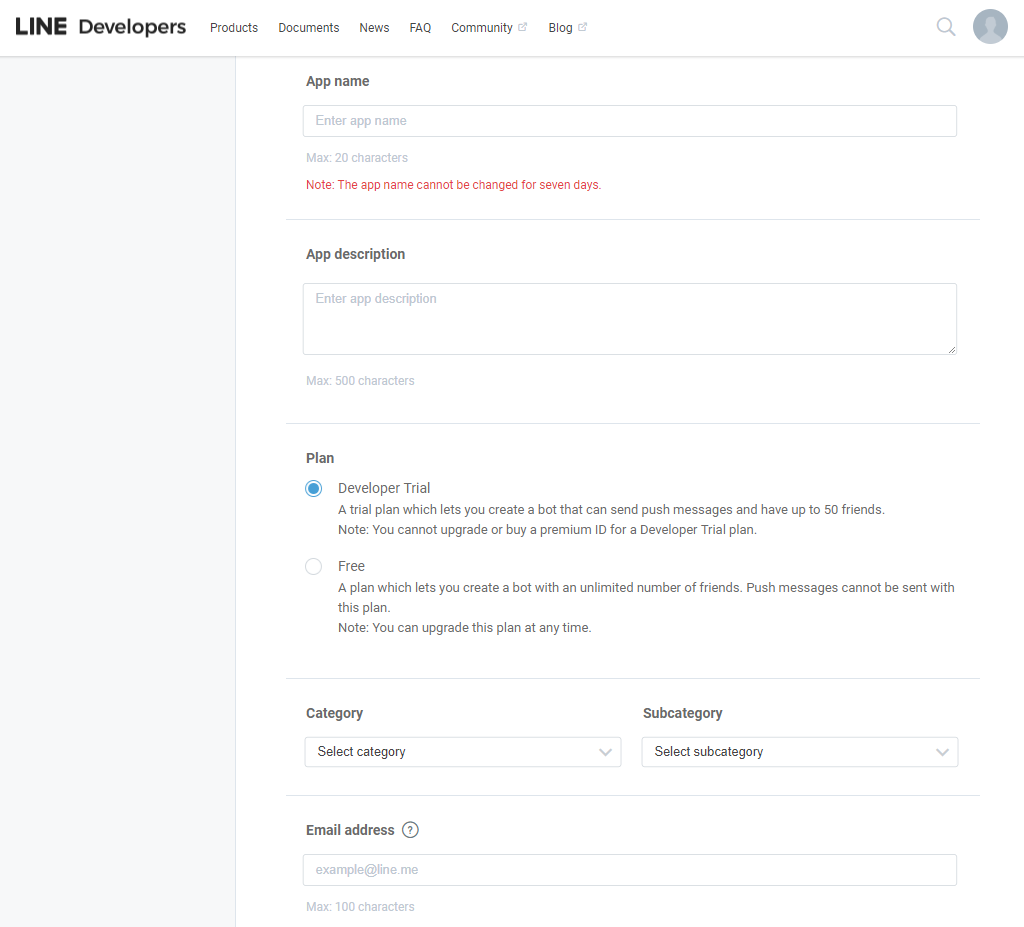 LINE Developers Products Documents News FAQ Community Blog
App name
Enter app name
Max: 20 characters
Note: The app name cannot be changed for seven days.
App description
Enter app description
Max: 500 characters
Plan
Developer Trial
A trial plan which lets you create a bot that can send push messages and have up to 50 friends.
Note: You cannot upgrade or buy a premium ID for a Developer Trial plan.
Free
A plan which lets you create a bot with an unlimited number of friends. Push messages cannot be sent with
this plan.
Note: You can upgrade this plan at any time.
Category Subcategory
Select category Select subcategory
Email address ?
example@line.me
Max: 100 characters